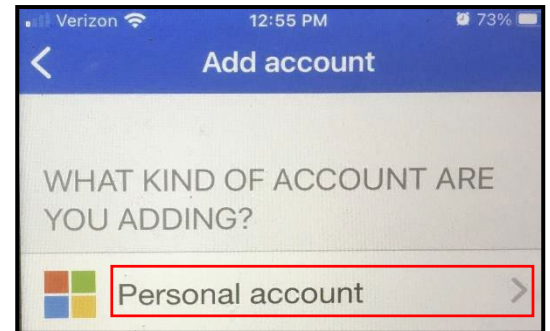 Verizon 12:55 PM 73%
Add account
WHAT KIND OF ACCOUNT ARE
YOU ADDING?
Personal account